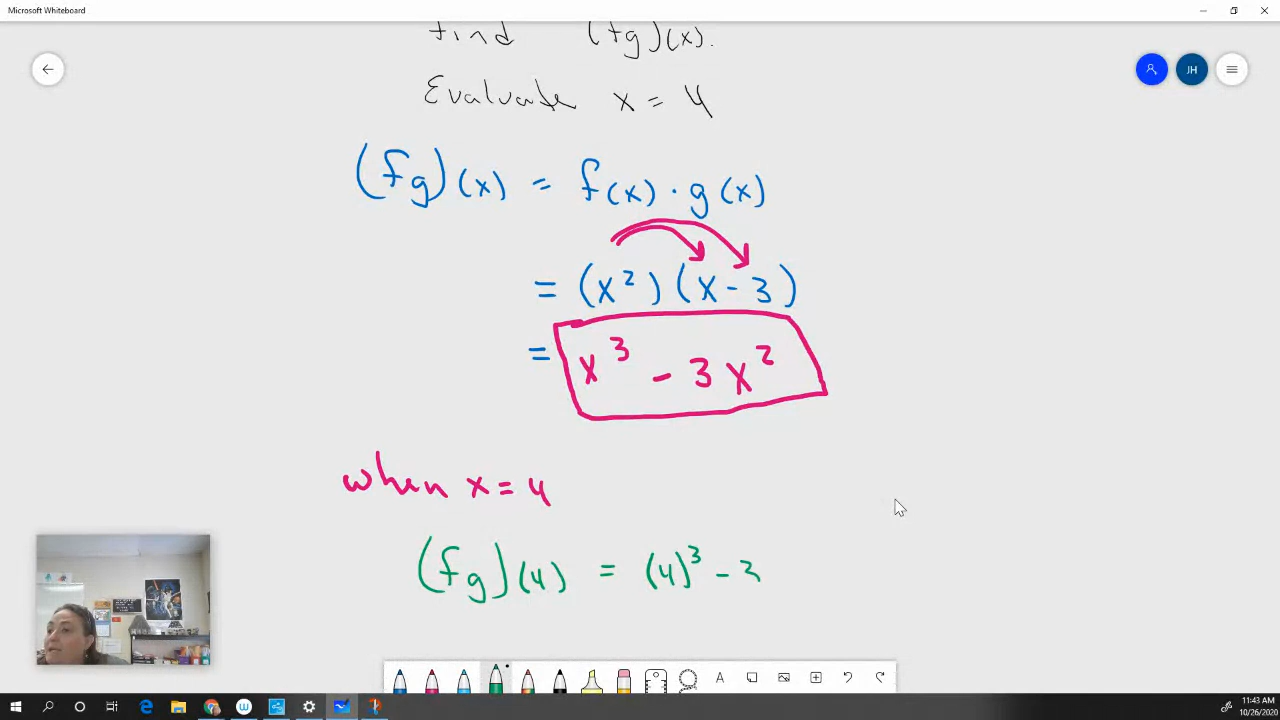 Microsoft Whiteboard
find (fg)(x).
Evaluate x = 4
JH
(fg)(x) = f(x) · g(x)
= (x²)(x - 3)
= x³ - 3x²
when x = 4
(fg)(4) = (4)³ - 3
A
11:43 AM
10/26/2020